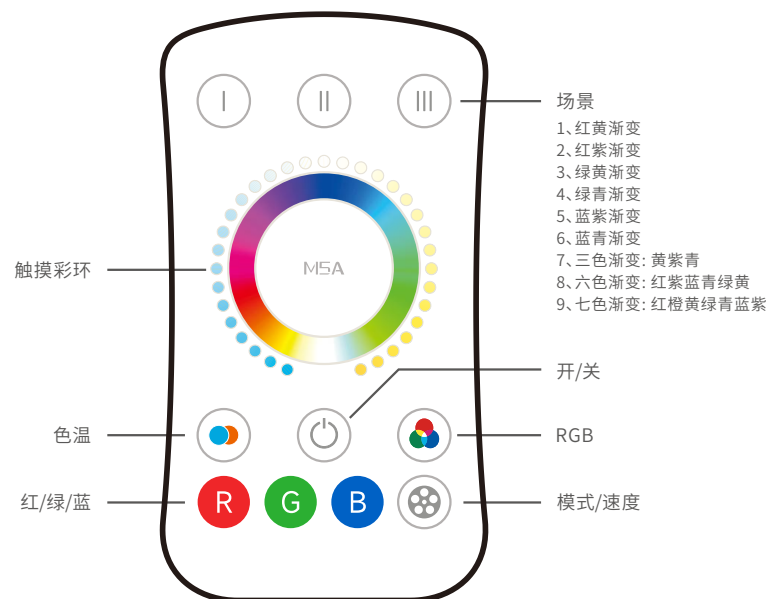 I
II
III
场景
1、红黄渐变
2、红紫渐变
3、绿黄渐变
4、绿青渐变
5、蓝紫渐变
6、蓝青渐变
7、三色渐变: 黄紫青
8、六色渐变: 红紫蓝青绿黄
9、七色渐变: 红橙黄绿青蓝紫
触摸彩环
M5A
开/关
色温
RGB
红/绿/蓝
R
G
B
模式/速度